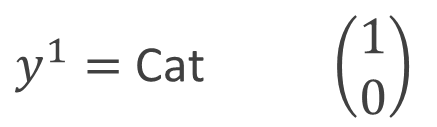 y¹ = Cat (1 0)